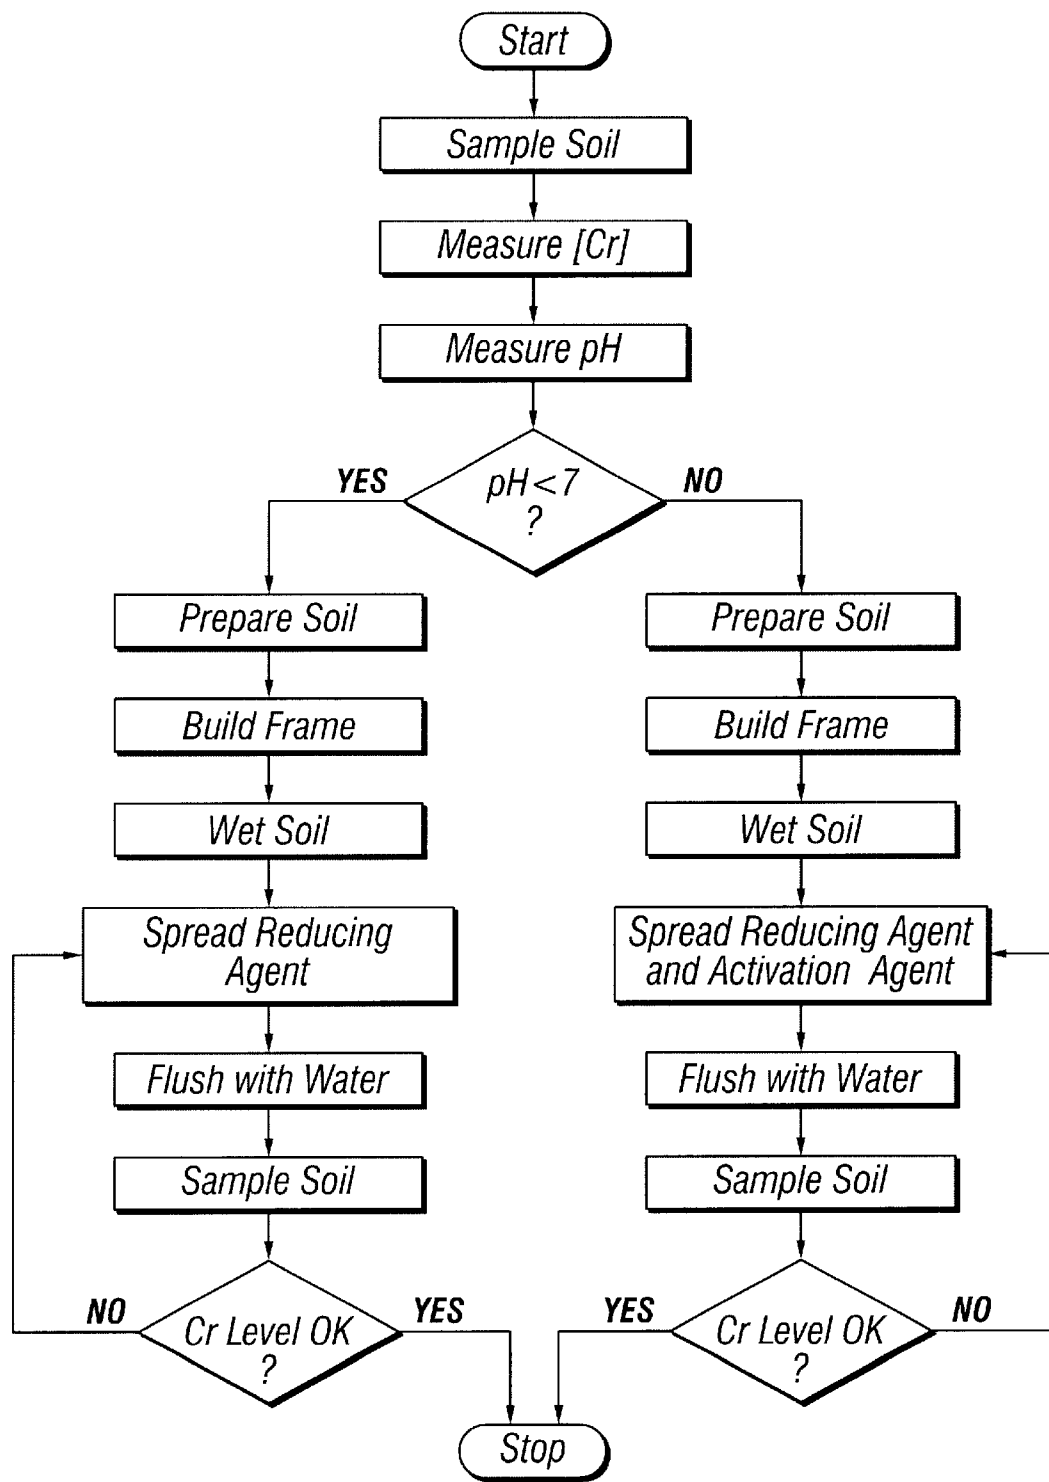 Start
Sample Soil
Measure [Cr]
Measure pH
YES
pH<7
?
NO
Prepare Soil
Prepare Soil
Build Frame
Build Frame
Wet Soil
Wet Soil
Spread Reducing
Agent
Spread Reducing Agent
and Activation Agent
Flush with Water
Flush with Water
Sample Soil
Sample Soil
NO
Cr Level OK
?
YES
YES
Cr Level OK
?
NO
Stop